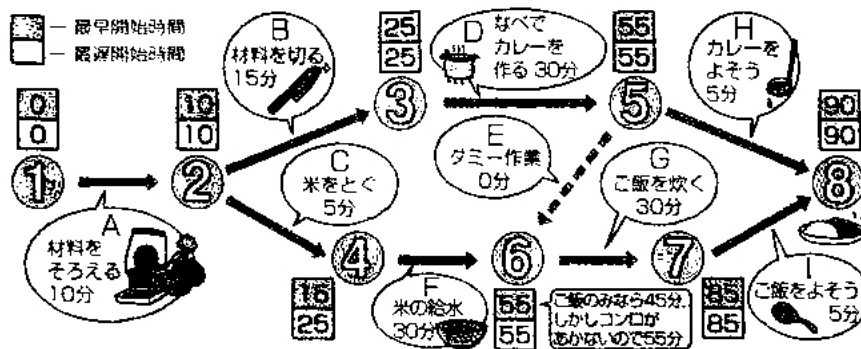 最早開始時間
最遅開始時間
0
0
1
A
材料を
そろえる
10分
10
10
2
B
材料を切る
15分
25
25
3
D
なべで
カレーを
作る 30分
55
55
5
H
カレーを
よそう
5分
90
90
8
C
米をとぐ
5分
E
ダミー作業
0分
G
ご飯を炊く
30分
4
15
25
F
米の給水
30分
6
55
55
ご飯のみなら45分、
しかしコンロが
あかないので55分
7
85
85
I
ご飯をよそう
5分